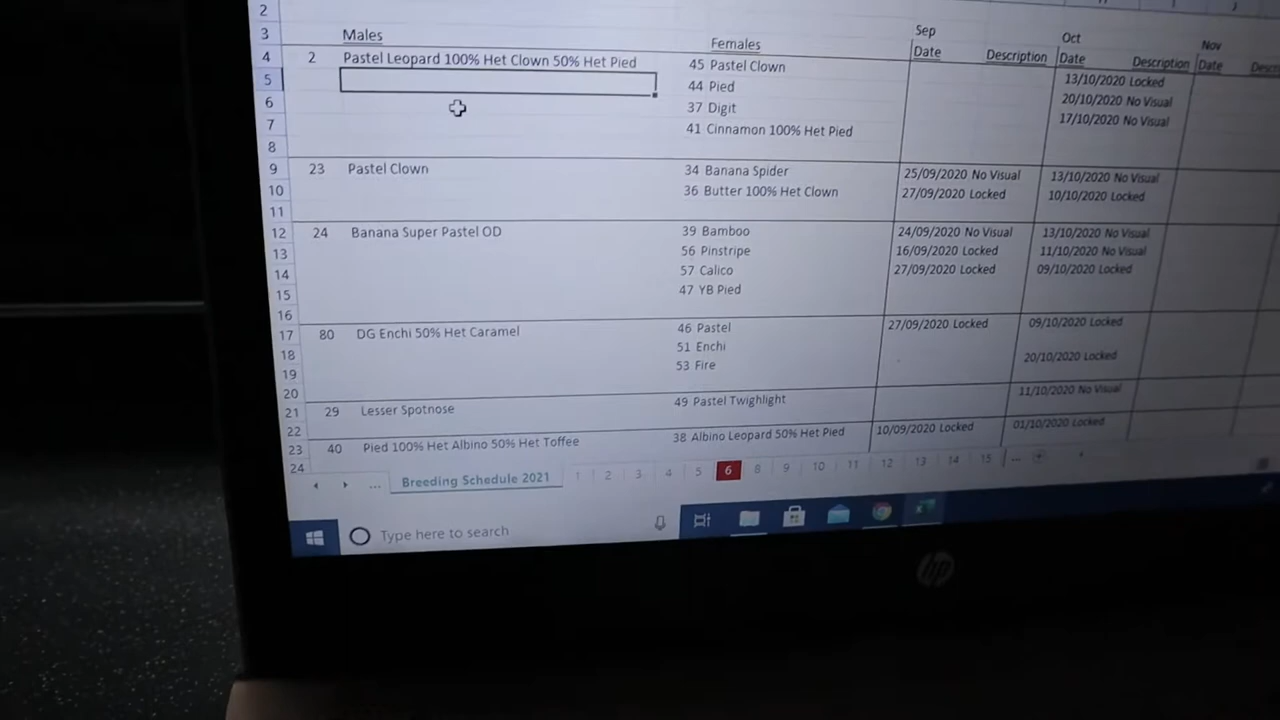 2
Sep
3 Males Females Oct Nov
Date Description Date Description Date
4 2 Pastel Leopard 100% Het Clown 50% Het Pied 45 Pastel Clown 13/10/2020 Locked
5 44 Pied 20/10/2020 No Visual
6 37 Digit 17/10/2020 No Visual
7 41 Cinnamon 100% Het Pied
8
9 23 Pastel Clown 34 Banana Spider 25/09/2020 No Visual 13/10/2020 No Visual
10 36 Butter 100% Het Clown 27/09/2020 Locked 10/10/2020 Locked
11
12 24 Banana Super Pastel OD 39 Bamboo 24/09/2020 No Visual 13/10/2020 No Visual
13 56 Pinstripe 16/09/2020 Locked 11/10/2020 No Visual
14 57 Calico 27/09/2020 Locked 09/10/2020 Locked
15 47 YB Pied
16
17 80 DG Enchi 50% Het Caramel 46 Pastel 27/09/2020 Locked 09/10/2020 Locked
18 51 Enchi
19 53 Fire 20/10/2020 Locked
20
21 29 Lesser Spotnose 49 Pastel Twighlight 11/10/2020 No Visual
22
23 40 Pied 100% Het Albino 50% Het Toffee 38 Albino Leopard 50% Het Pied 10/09/2020 Locked 01/10/2020 Locked
24
... Breeding Schedule 2021 1 2 3 4 5 6 8 9 10 11 12 13 14 15 ...
Type here to search
hp